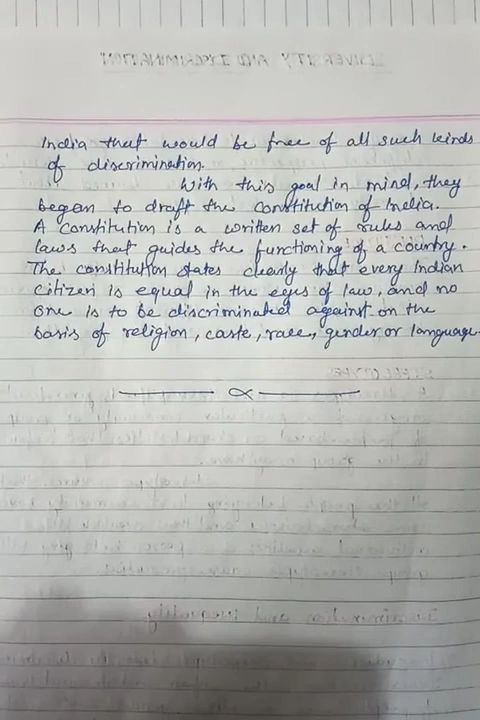 India that would be free of all such kinds
of discrimination.
With this goal in mind, they
began to draft the constitution of India.
A constitution is a written set of rules and
laws that guides the functioning of a country.
The constitution states clearly that every Indian
citizen is equal in the eyes of law, and no
one is to be discriminated against on the
basis of religion, caste, race, gender or language.